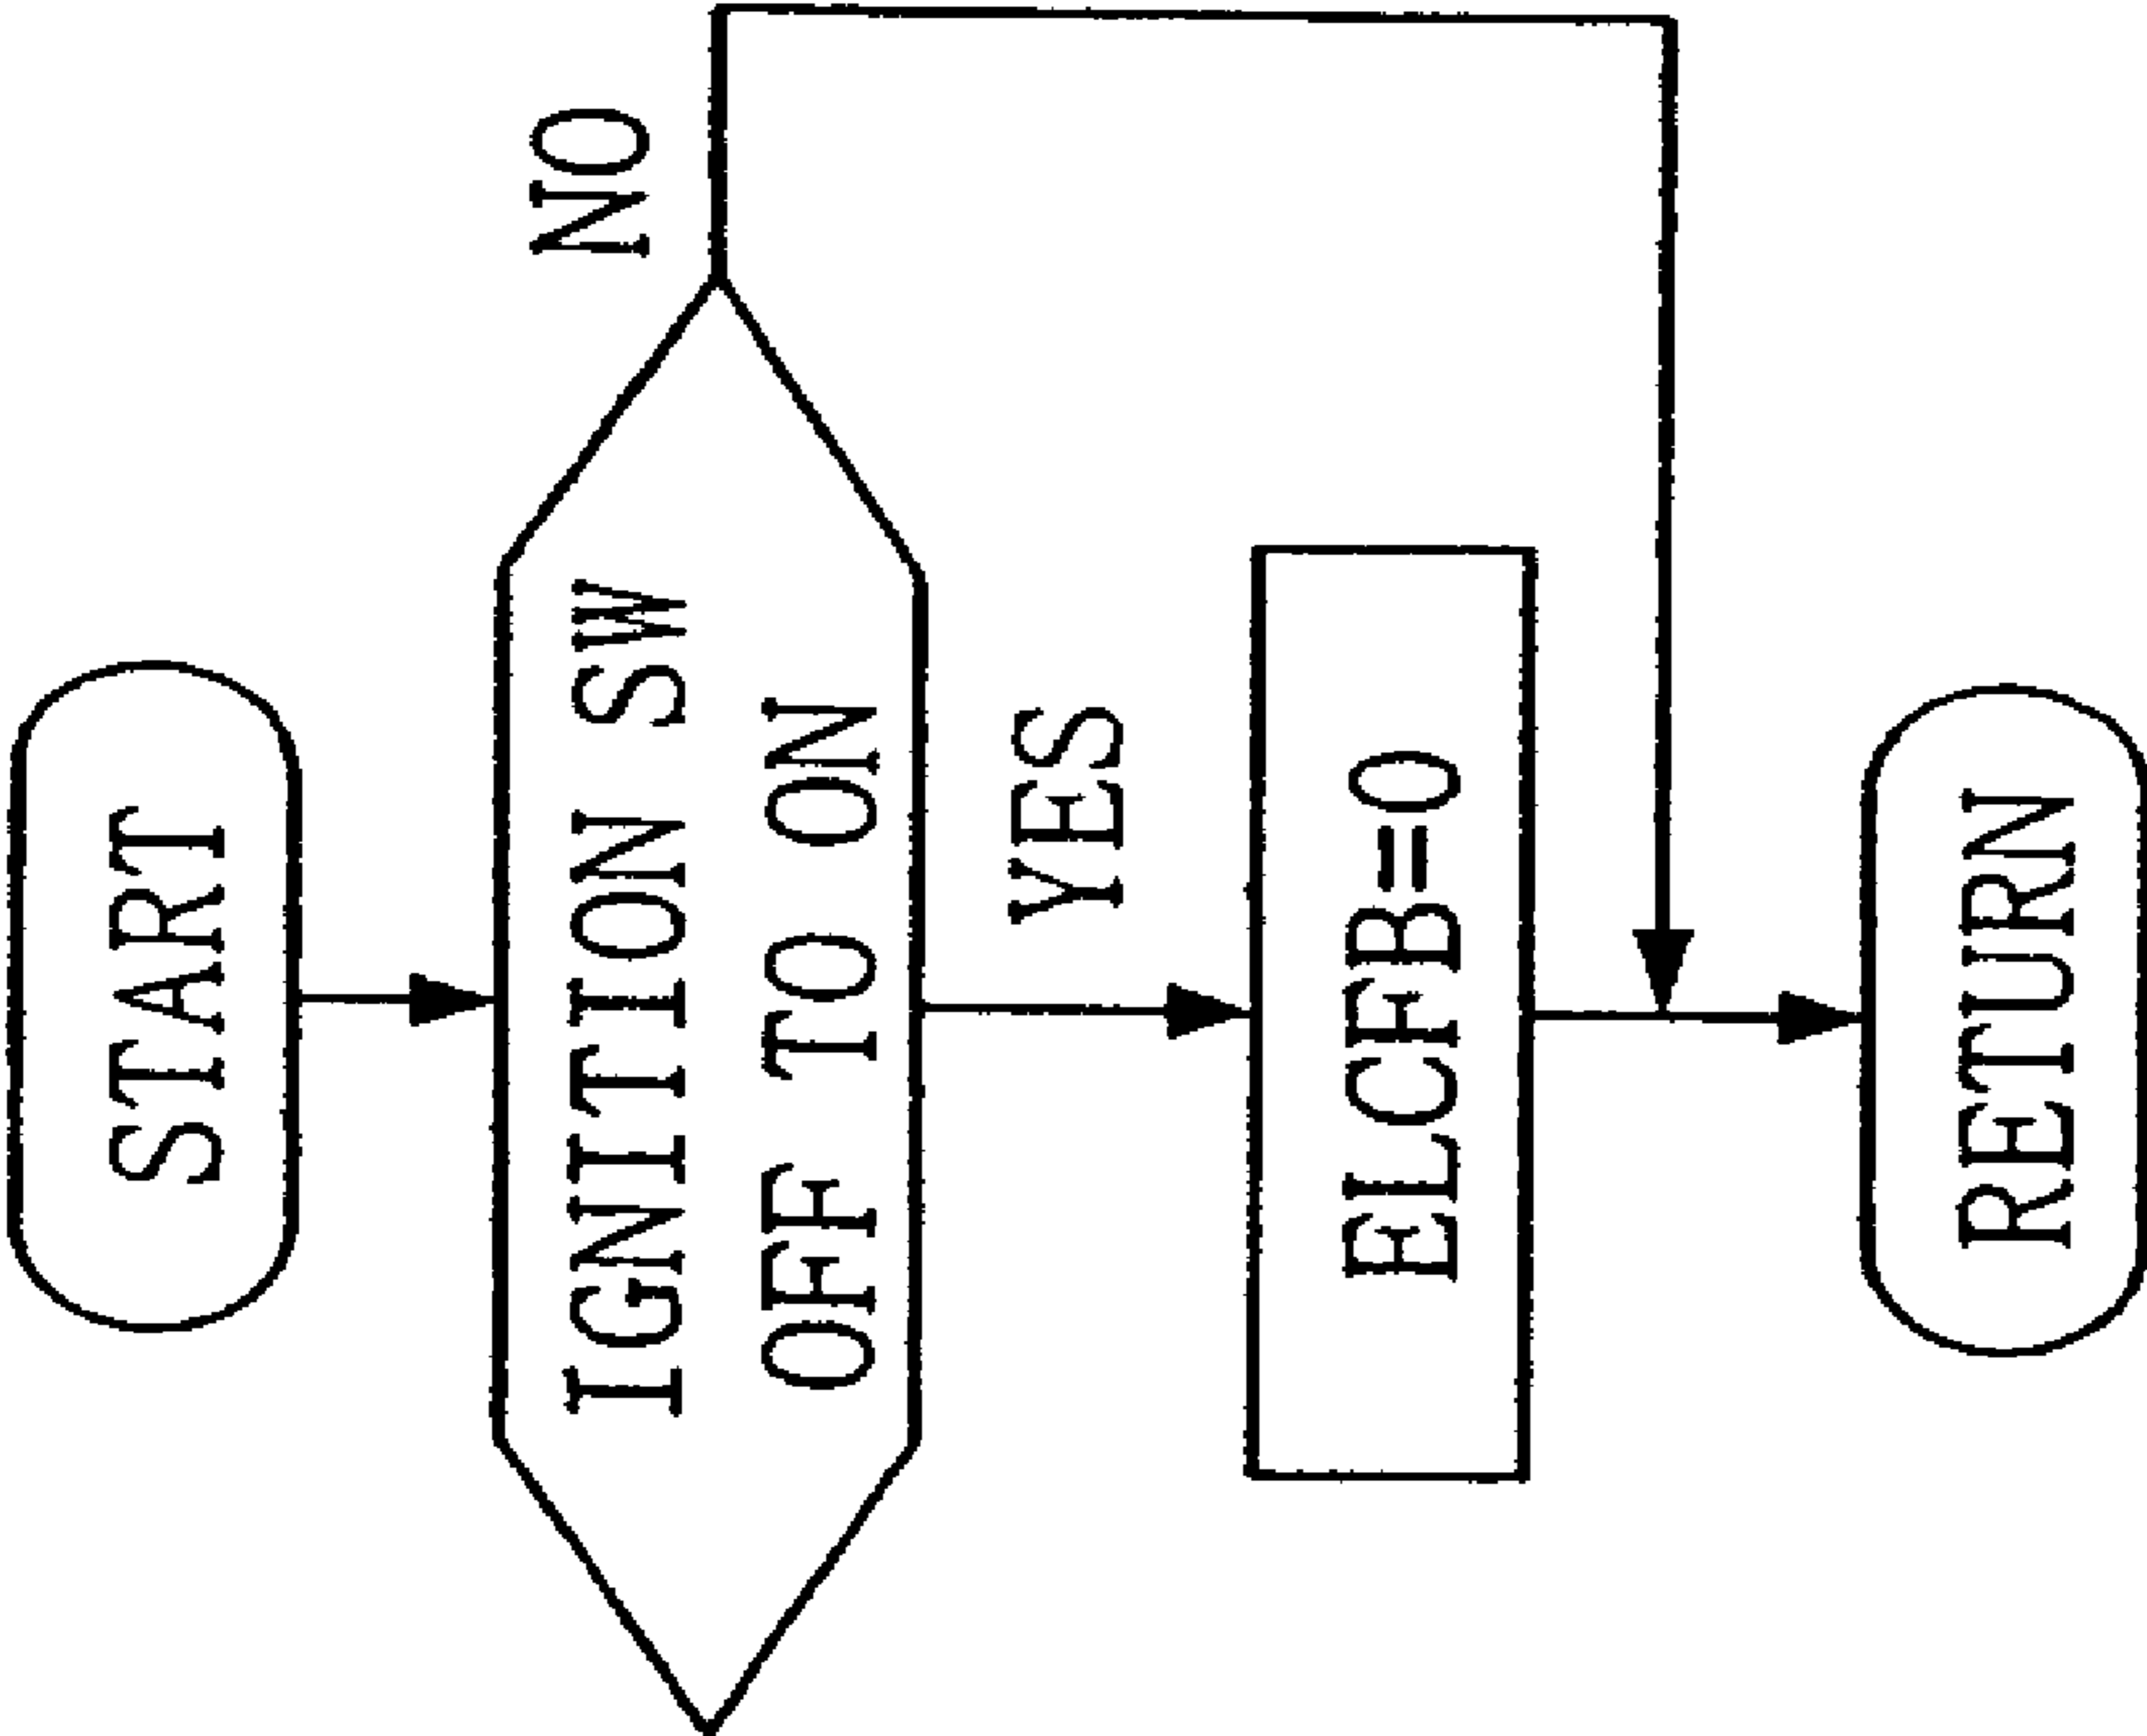 START
IGNITION SW
OFF TO ON
NO
YES
ELCFB=0
RETURN